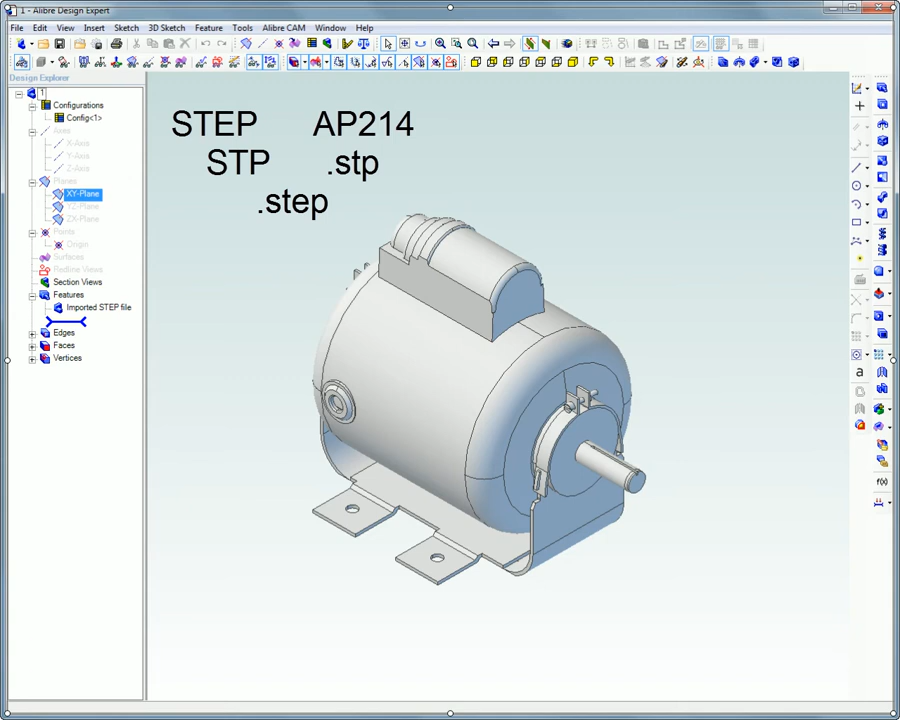 1 - Alibre Design Expert
File Edit View Insert Sketch 3D Sketch Feature Tools Alibre CAM Window Help
Design Explorer
1
Configurations
Config<1>
Axes
X-Axis
Y-Axis
Z-Axis
Planes
XY-Plane
YZ-Plane
ZX-Plane
Points
Origin
Surfaces
Redline Views
Section Views
Features
Imported STEP file
Edges
Faces
Vertices
STEP AP214
STP .stp
.step
a
f(x)